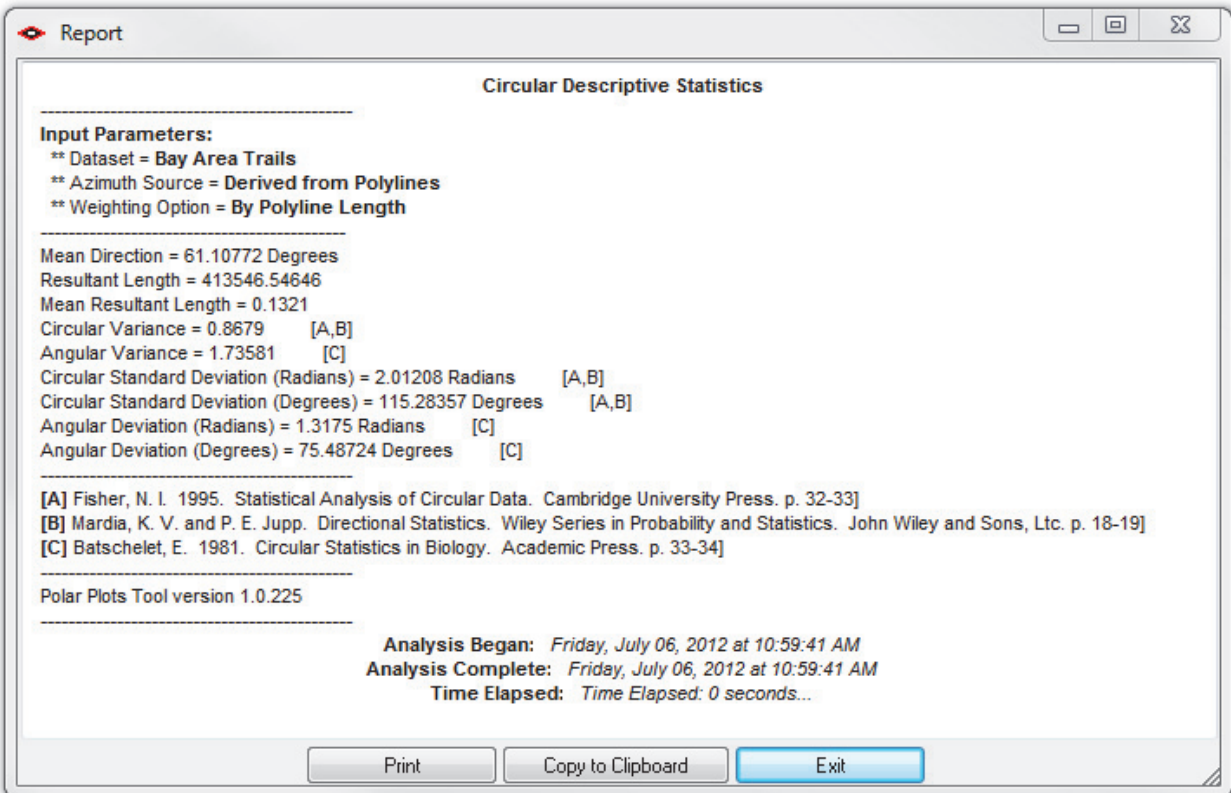 Report
Circular Descriptive Statistics
---------------------------------------------
Input Parameters:
** Dataset = Bay Area Trails
** Azimuth Source = Derived from Polylines
** Weighting Option = By Polyline Length
--------------------------------------------
Mean Direction = 61.10772 Degrees
Resultant Length = 413546.54646
Mean Resultant Length = 0.1321
Circular Variance = 0.8679 [A,B]
Angular Variance = 1.73581 [C]
Circular Standard Deviation (Radians) = 2.01208 Radians [A,B]
Circular Standard Deviation (Degrees) = 115.28357 Degrees [A,B]
Angular Deviation (Radians) = 1.3175 Radians [C]
Angular Deviation (Degrees) = 75.48724 Degrees [C]
---------------------------------------------
[A] Fisher, N. I. 1995. Statistical Analysis of Circular Data. Cambridge University Press. p. 32-33]
[B] Mardia, K. V. and P. E. Jupp. Directional Statistics. Wiley Series in Probability and Statistics. John Wiley and Sons, Ltc. p. 18-19]
[C] Batschelet, E. 1981. Circular Statistics in Biology. Academic Press. p. 33-34]
---------------------------------------------
Polar Plots Tool version 1.0.225
---------------------------------------------
Analysis Began: Friday, July 06, 2012 at 10:59:41 AM
Analysis Complete: Friday, July 06, 2012 at 10:59:41 AM
Time Elapsed: Time Elapsed: 0 seconds...
Print Copy to Clipboard Exit